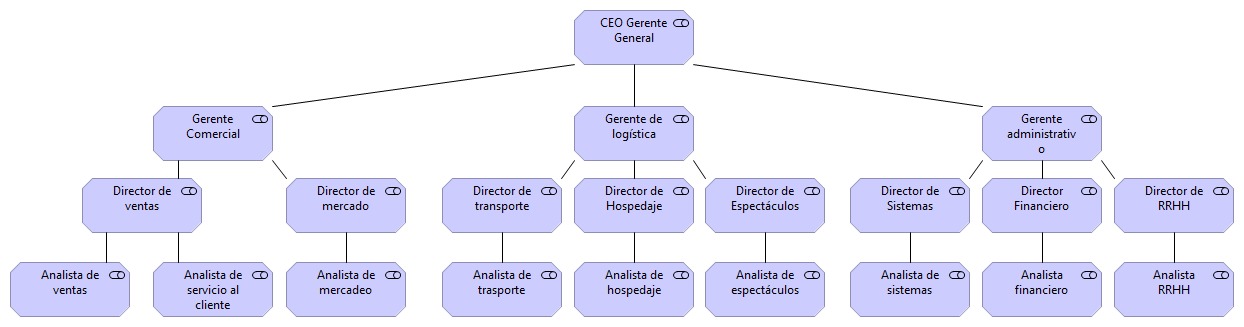 CEO Gerente
General
Gerente
Comercial
Gerente de
logística
Gerente
administrativ
o
Director de
ventas
Director de
mercado
Director de
transporte
Director de
Hospedaje
Director de
Espectáculos
Director de
Sistemas
Director
Financiero
Director de
RRHH
Analista de
ventas
Analista de
servicio al
cliente
Analista de
mercadeo
Analista de
trasporte
Analista de
hospedaje
Analista de
espectáculos
Analista de
sistemas
Analista
financiero
Analista
RRHH